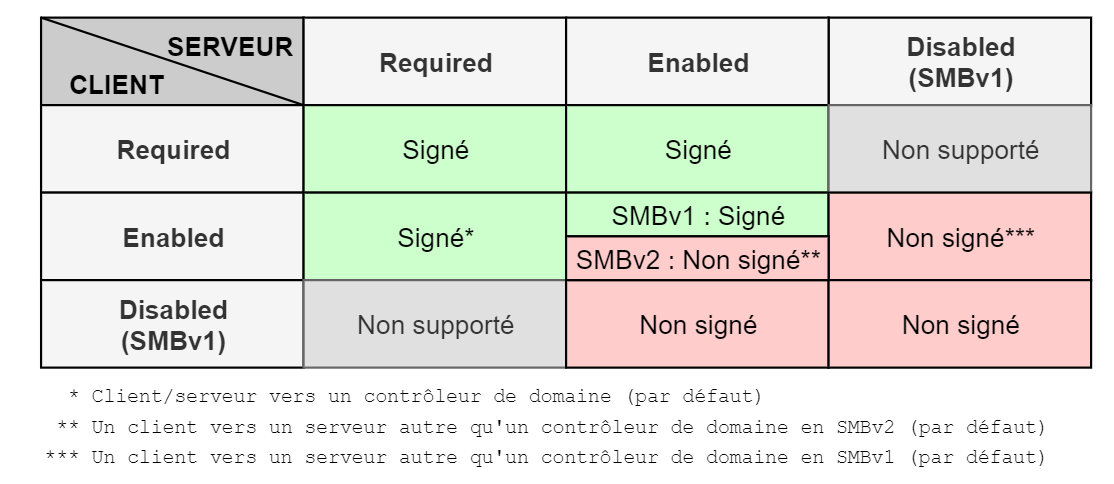 SERVEUR
CLIENT
Required
Enabled
Disabled
(SMBv1)
Required
Signé
Signé
Non supporté
Enabled
Signé*
SMBv1 : Signé
SMBv2 : Non signé**
Non signé***
Disabled
(SMBv1)
Non supporté
Non signé
Non signé
* Client/serveur vers un contrôleur de domaine (par défaut)
** Un client vers un serveur autre qu'un contrôleur de domaine en SMBv2 (par défaut)
*** Un client vers un serveur autre qu'un contrôleur de domaine en SMBv1 (par défaut)